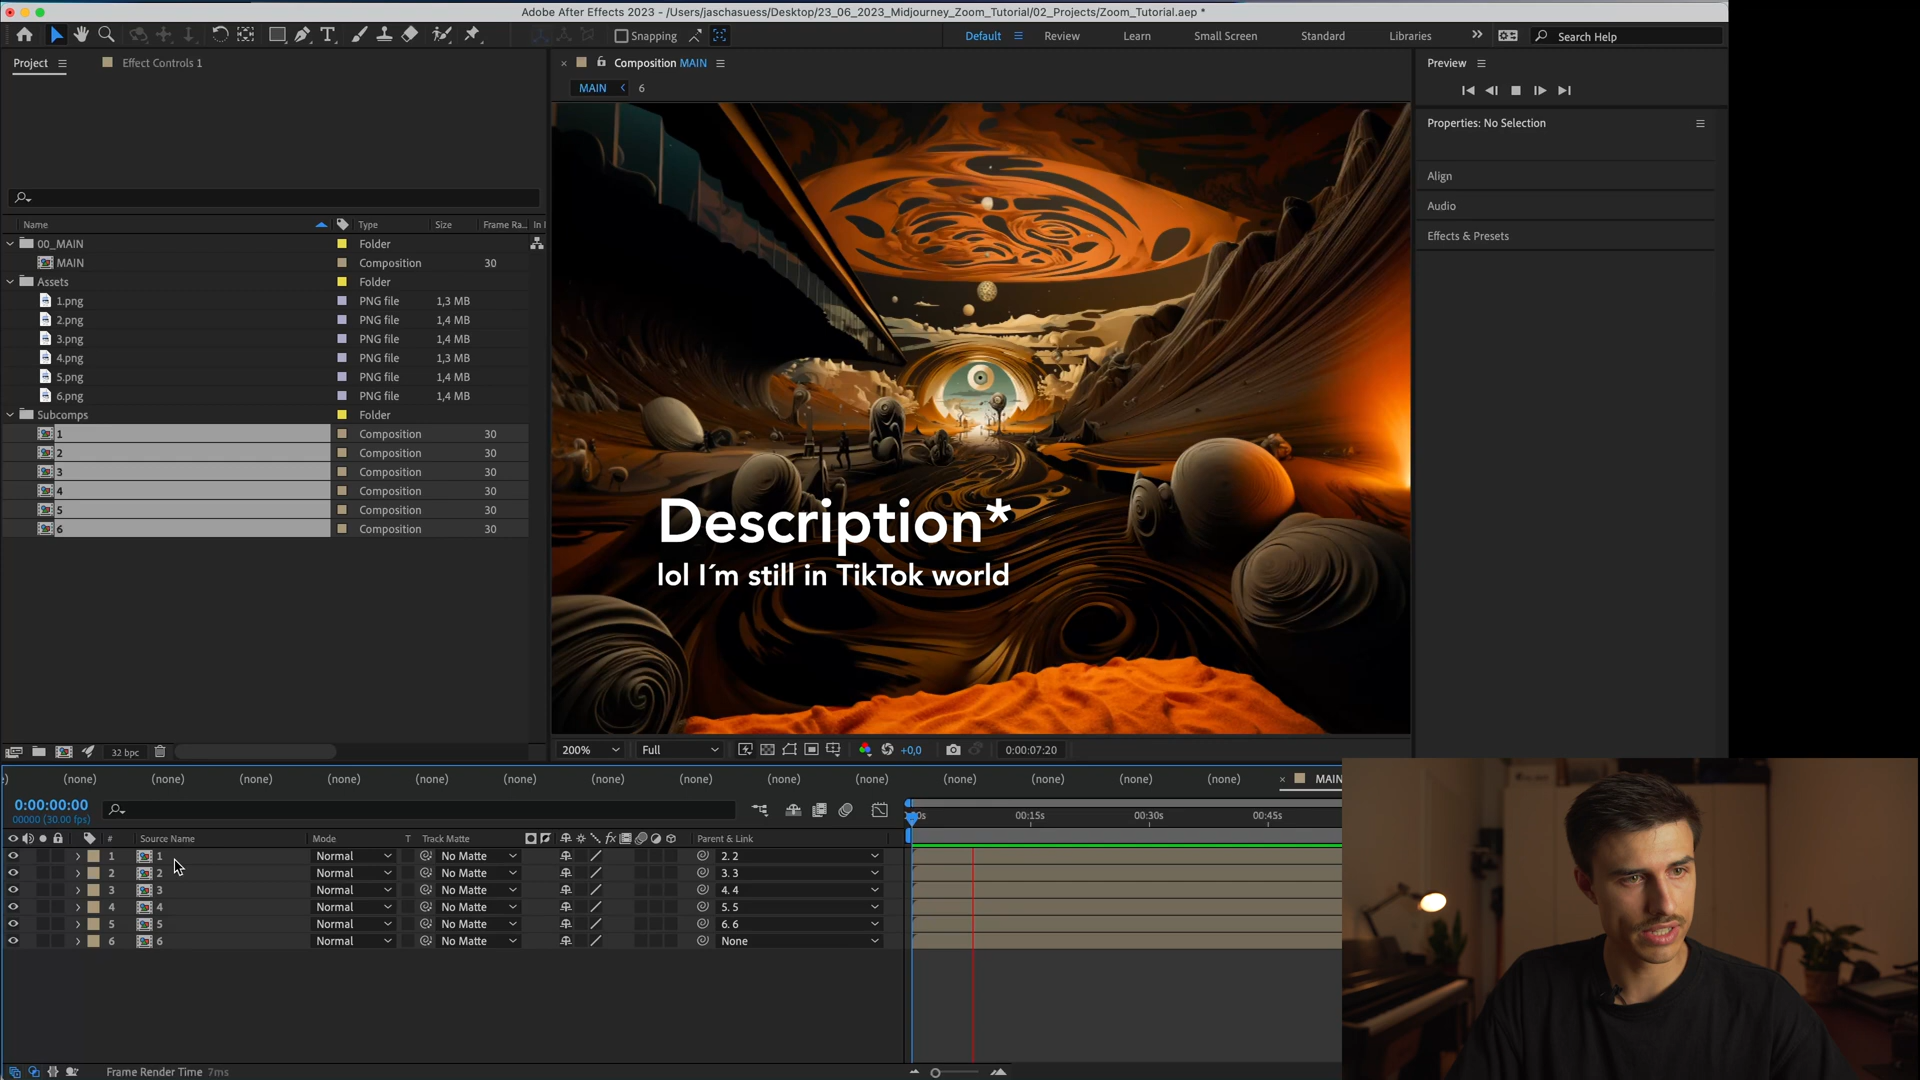 Adobe After Effects 2023 - /Users/jaschasuess/Desktop/23_06_2023_Midjourney_Zoom_Tutorial/02_Projects/Zoom_Tutorial.aep *
Snapping
Default
Review
Learn
Small Screen
Standard
Libraries
Search Help
Project
Effect Controls 1
Composition MAIN
MAIN
6
Preview
Properties: No Selection
Align
Audio
Effects & Presets
Name Type Size Frame Ra... In
00_MAIN Folder
MAIN Composition 30
Assets Folder
1.png PNG file 1,3 MB
2.png PNG file 1,4 MB
3.png PNG file 1,4 MB
4.png PNG file 1,3 MB
5.png PNG file 1,4 MB
6.png PNG file 1,4 MB
Subcomps Folder
1 Composition 30
2 Composition 30
3 Composition 30
4 Composition 30
5 Composition 30
6 Composition 30
Description*
lol I´m still in TikTok world
32 bpc
200% Full +0,0 0:00:07:20
(none) (none) (none) (none) (none) (none) (none) (none) (none) (none) (none) (none) (none) (none) MAIN
0:00:00:00
00000 (30.00 fps)
00:15s 00:30s 00:45s
# Source Name Mode T Track Matte Parent & Link
1 1 Normal No Matte 2. 2
2 2 Normal No Matte 3. 3
3 3 Normal No Matte 4. 4
4 4 Normal No Matte 5. 5
5 5 Normal No Matte 6. 6
6 6 Normal No Matte None
Frame Render Time 7ms